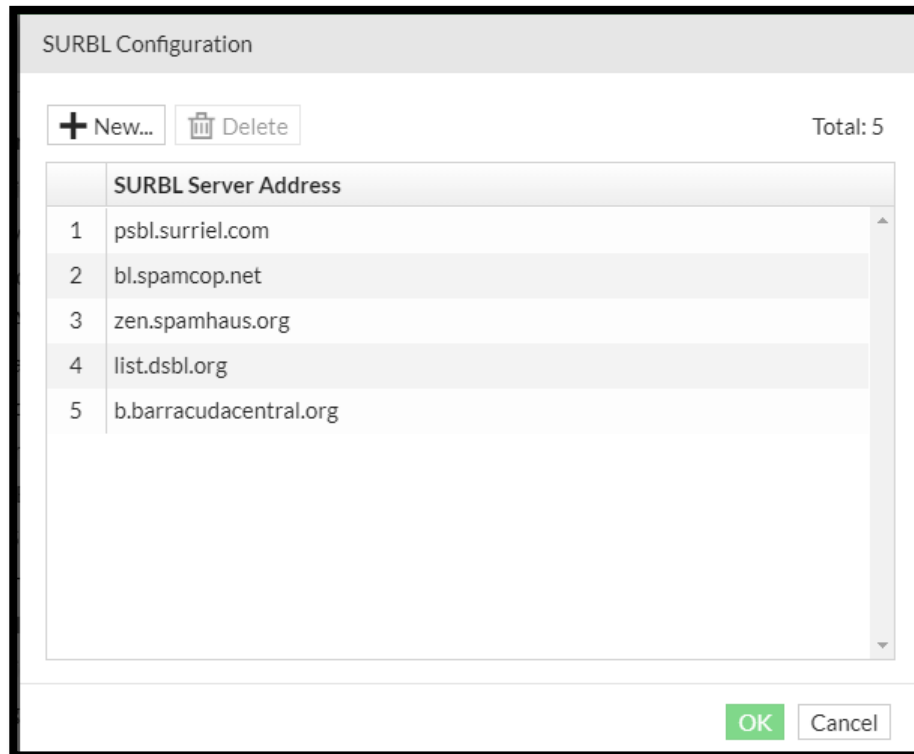 SURBL Configuration
New... Delete Total: 5
SURBL Server Address
1 psbl.surriel.com
2 bl.spamcop.net
3 zen.spamhaus.org
4 list.dsbl.org
5 b.barracudacentral.org
OK Cancel